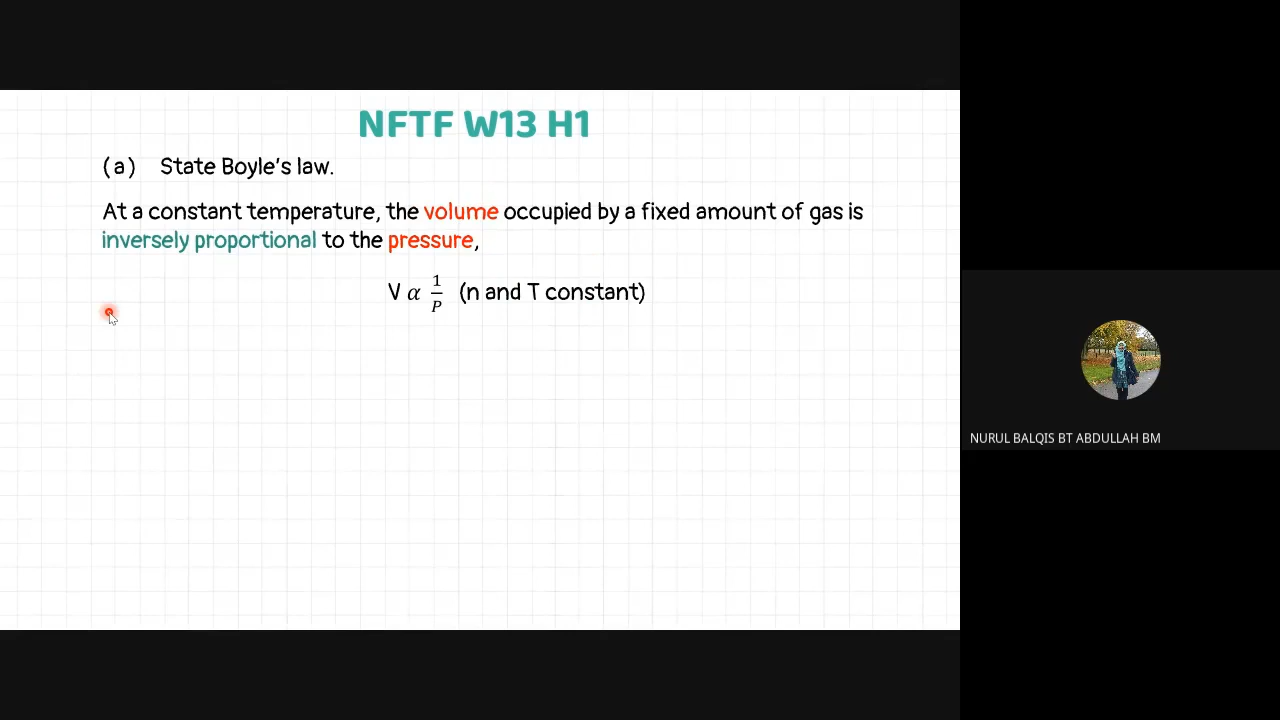 NFTF W13 H1
(a) State Boyle's law.
At a constant temperature, the volume occupied by a fixed amount of gas is
inversely proportional to the pressure,
V α 1/P (n and T constant)
NURUL BALQIS BT ABDULLAH BM